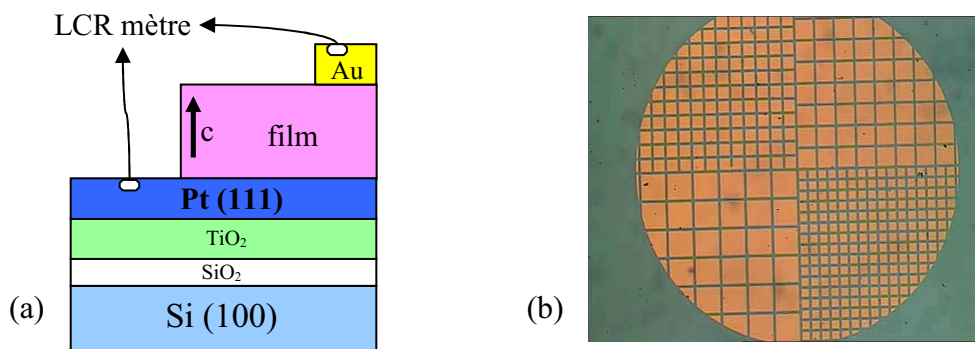 LCR mètre
Au
c
film
Pt (111)
TiO₂
SiO₂
Si (100)
(a)
(b)